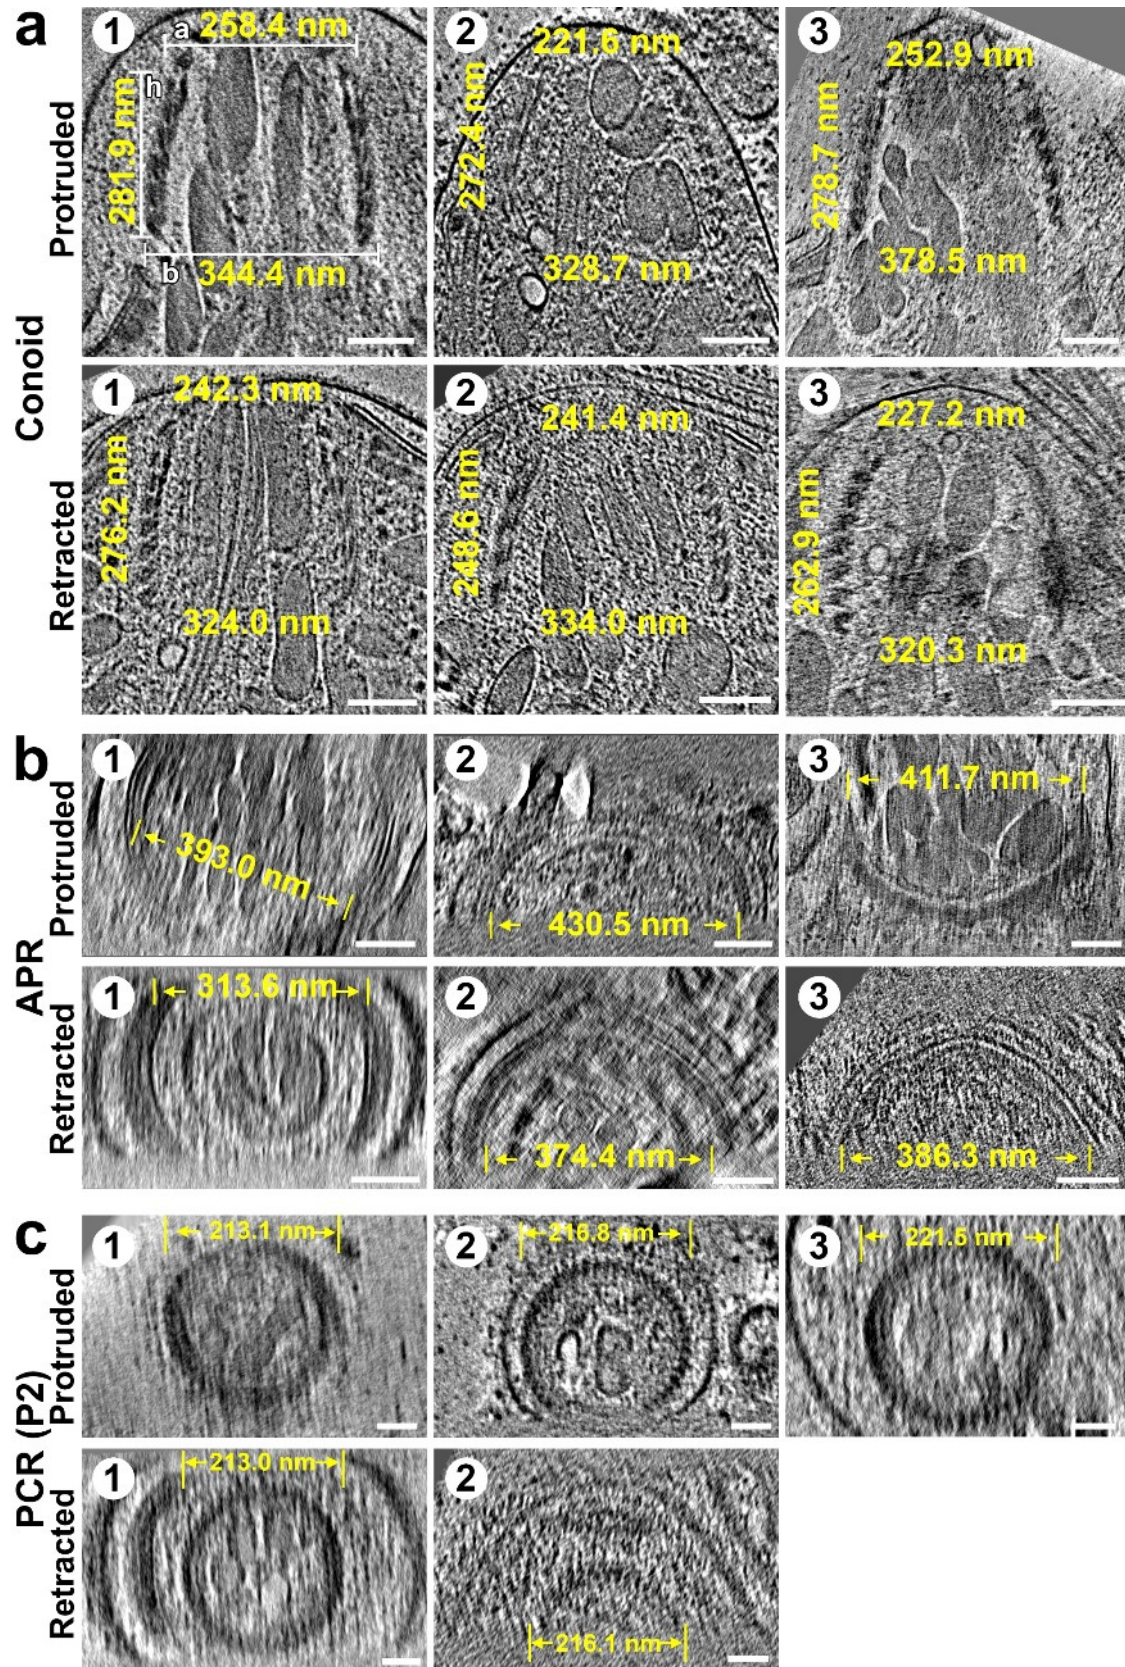 a
Conoid
Protruded
1
a
258.4 nm
h
281.9 nm
b
344.4 nm
2
221.6 nm
272.4 nm
328.7 nm
3
252.9 nm
278.7 nm
378.5 nm
Retracted
1
242.3 nm
276.2 nm
324.0 nm
2
241.4 nm
248.6 nm
334.0 nm
3
227.2 nm
262.9 nm
320.3 nm
b
APR
Protruded
1
393.0 nm
2
430.5 nm
3
411.7 nm
Retracted
1
313.6 nm
2
374.4 nm
3
386.3 nm
c
PCR (P2)
Protruded
1
213.1 nm
2
216.8 nm
3
221.5 nm
Retracted
1
213.0 nm
2
216.1 nm